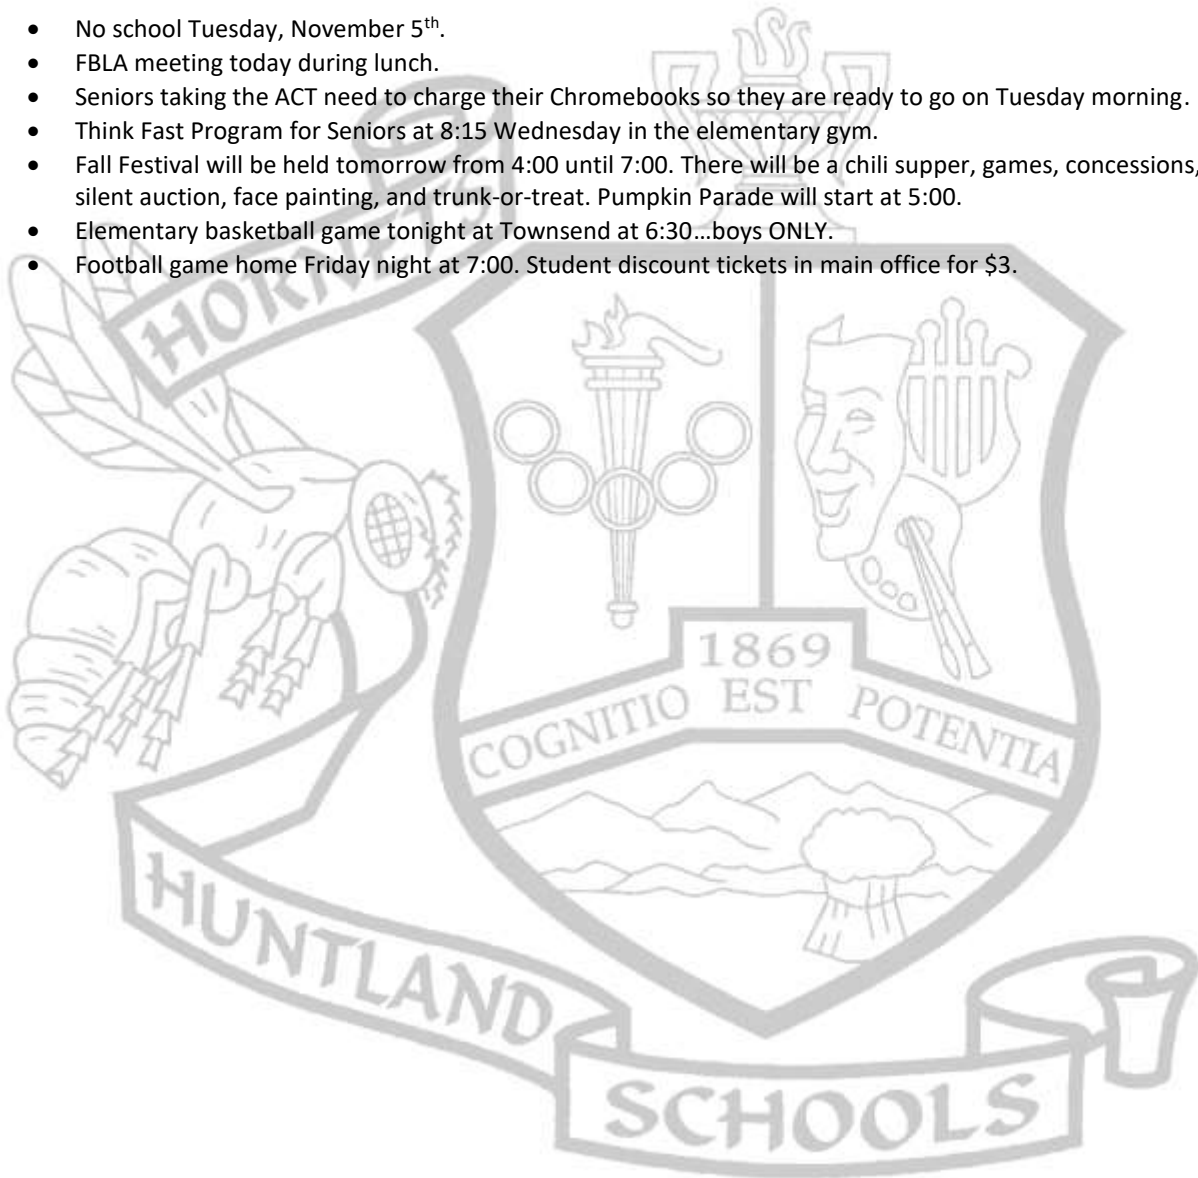 • No school Tuesday, November 5th.
• FBLA meeting today during lunch.
• Seniors taking the ACT need to charge their Chromebooks so they are ready to go on Tuesday morning.
• Think Fast Program for Seniors at 8:15 Wednesday in the elementary gym.
• Fall Festival will be held tomorrow from 4:00 until 7:00. There will be a chili supper, games, concessions,
silent auction, face painting, and trunk-or-treat. Pumpkin Parade will start at 5:00.
• Elementary basketball game tonight at Townsend at 6:30…boys ONLY.
• Football game home Friday night at 7:00. Student discount tickets in main office for $3.
HORNETS
1869
COGNITIO EST POTENTIA
HUNTLAND
SCHOOLS